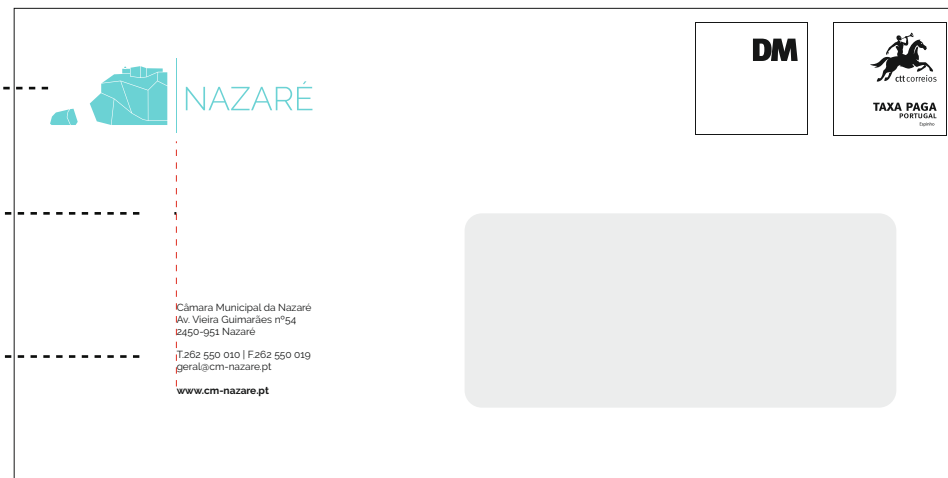 NAZARÉ
DM
ctt correios
TAXA PAGA
PORTUGAL
Espinho
Câmara Municipal da Nazaré
Av. Vieira Guimarães nº54
2450-951 Nazaré
T.262 550 010 | F.262 550 019
geral@cm-nazare.pt
www.cm-nazare.pt